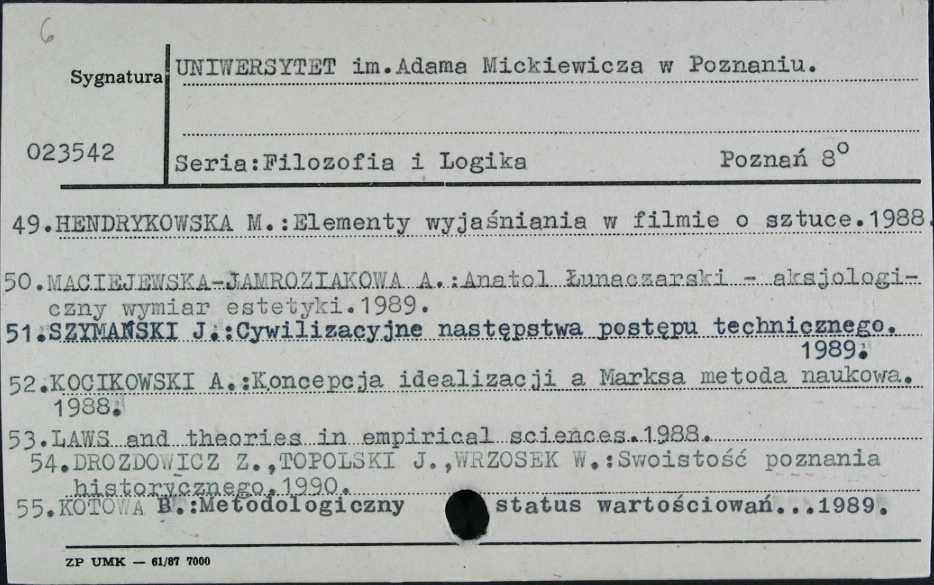 6
Sygnatura
UNIWERSYTET im.Adama Mickiewicza w Poznaniu.
023542
Seria:Filozofia i Logika Poznań 8º
49.HENDRYKOWSKA M.:Elementy wyjaśniania w filmie o sztuce.1988.
50.MACIEJEWSKA-JAMROZIAKOWA A.:Anatol Łunaczarski - aksjologi-
czny wymiar estetyki.1989.
51.SZYMAŃSKI J.:Cywilizacyjne następstwa postępu technicznego.
1989.
52.KOCIKOWSKI A.:Koncepcja idealizacji a Marksa metoda naukowa.
1988.
53.LAWS and theories in empirical sciences.1988.
54.DROZDOWICZ Z.,TOPOLSKI J.,WRZOSEK W.:Swoistość poznania
historycznego.1990.
55.KOTOWA B.:Metodologiczny status wartościowań...1989.
ZP UMK — 61/87 7000